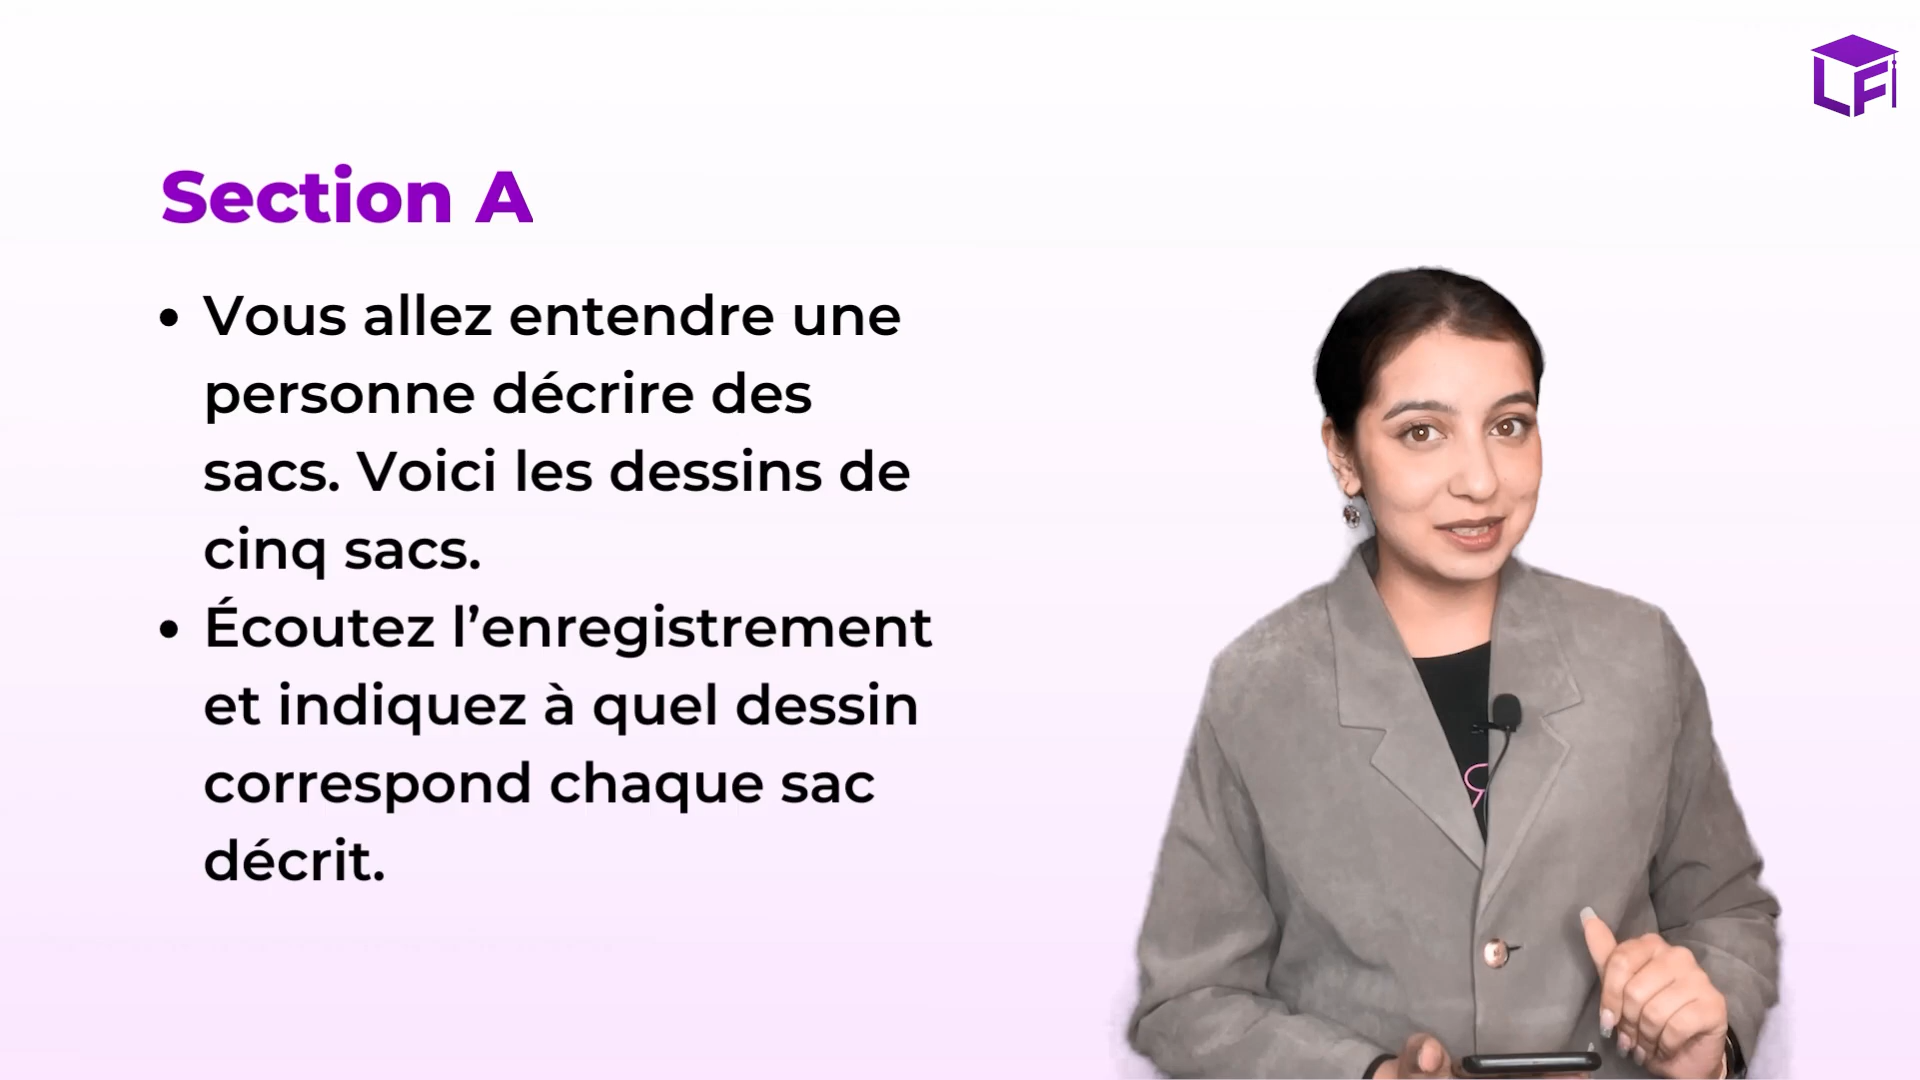 LF
Section A
• Vous allez entendre une
personne décrire des
sacs. Voici les dessins de
cinq sacs.
• Écoutez l’enregistrement
et indiquez à quel dessin
correspond chaque sac
décrit.